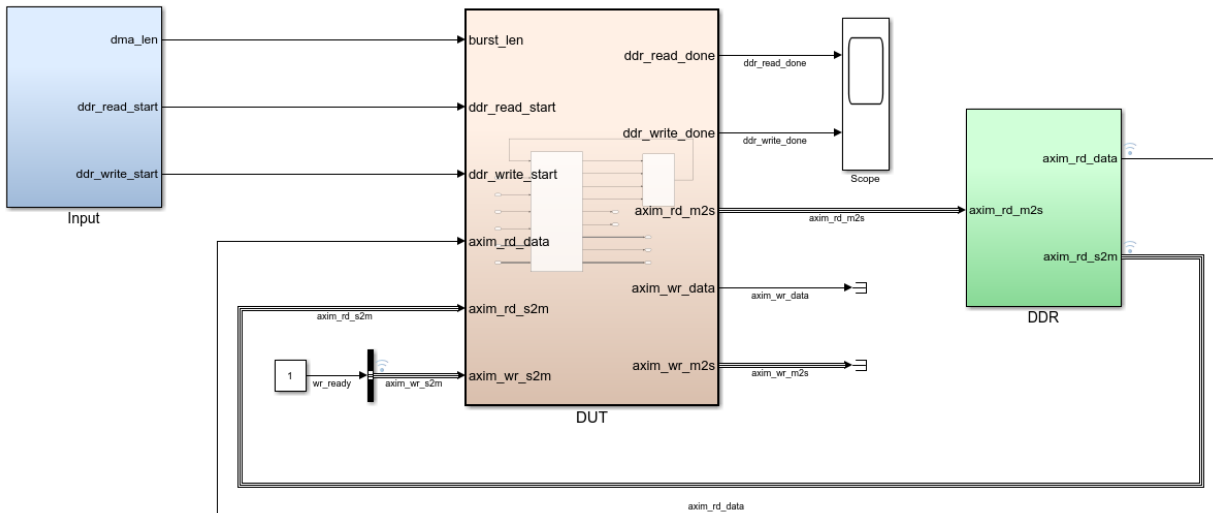 dma_len
ddr_read_start
ddr_write_start
Input
burst_len
ddr_read_start
ddr_write_start
axim_rd_data
axim_rd_s2m
axim_wr_s2m
ddr_read_done
ddr_write_done
axim_rd_m2s
axim_wr_data
axim_wr_m2s
DUT
ddr_read_done
ddr_write_done
Scope
axim_rd_m2s
axim_wr_data
axim_wr_m2s
axim_rd_m2s
axim_rd_data
axim_rd_s2m
DDR
axim_rd_s2m
1
wr_ready
axim_wr_s2m
axim_rd_data